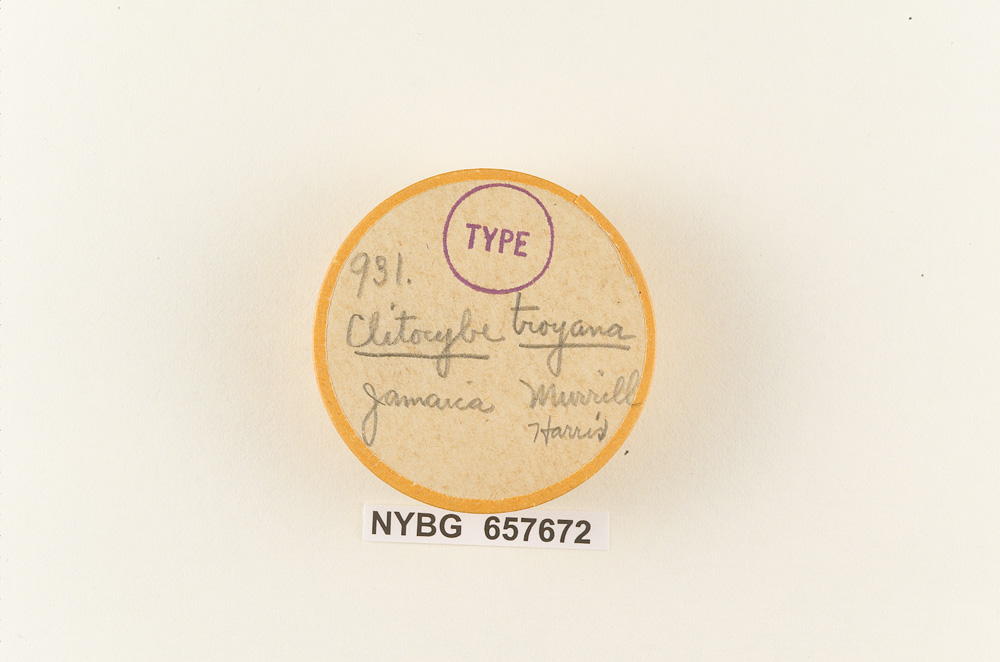 TYPE
931.
Clitocybe troyana
Jamaica Murrill
Harris
NYBG 657672